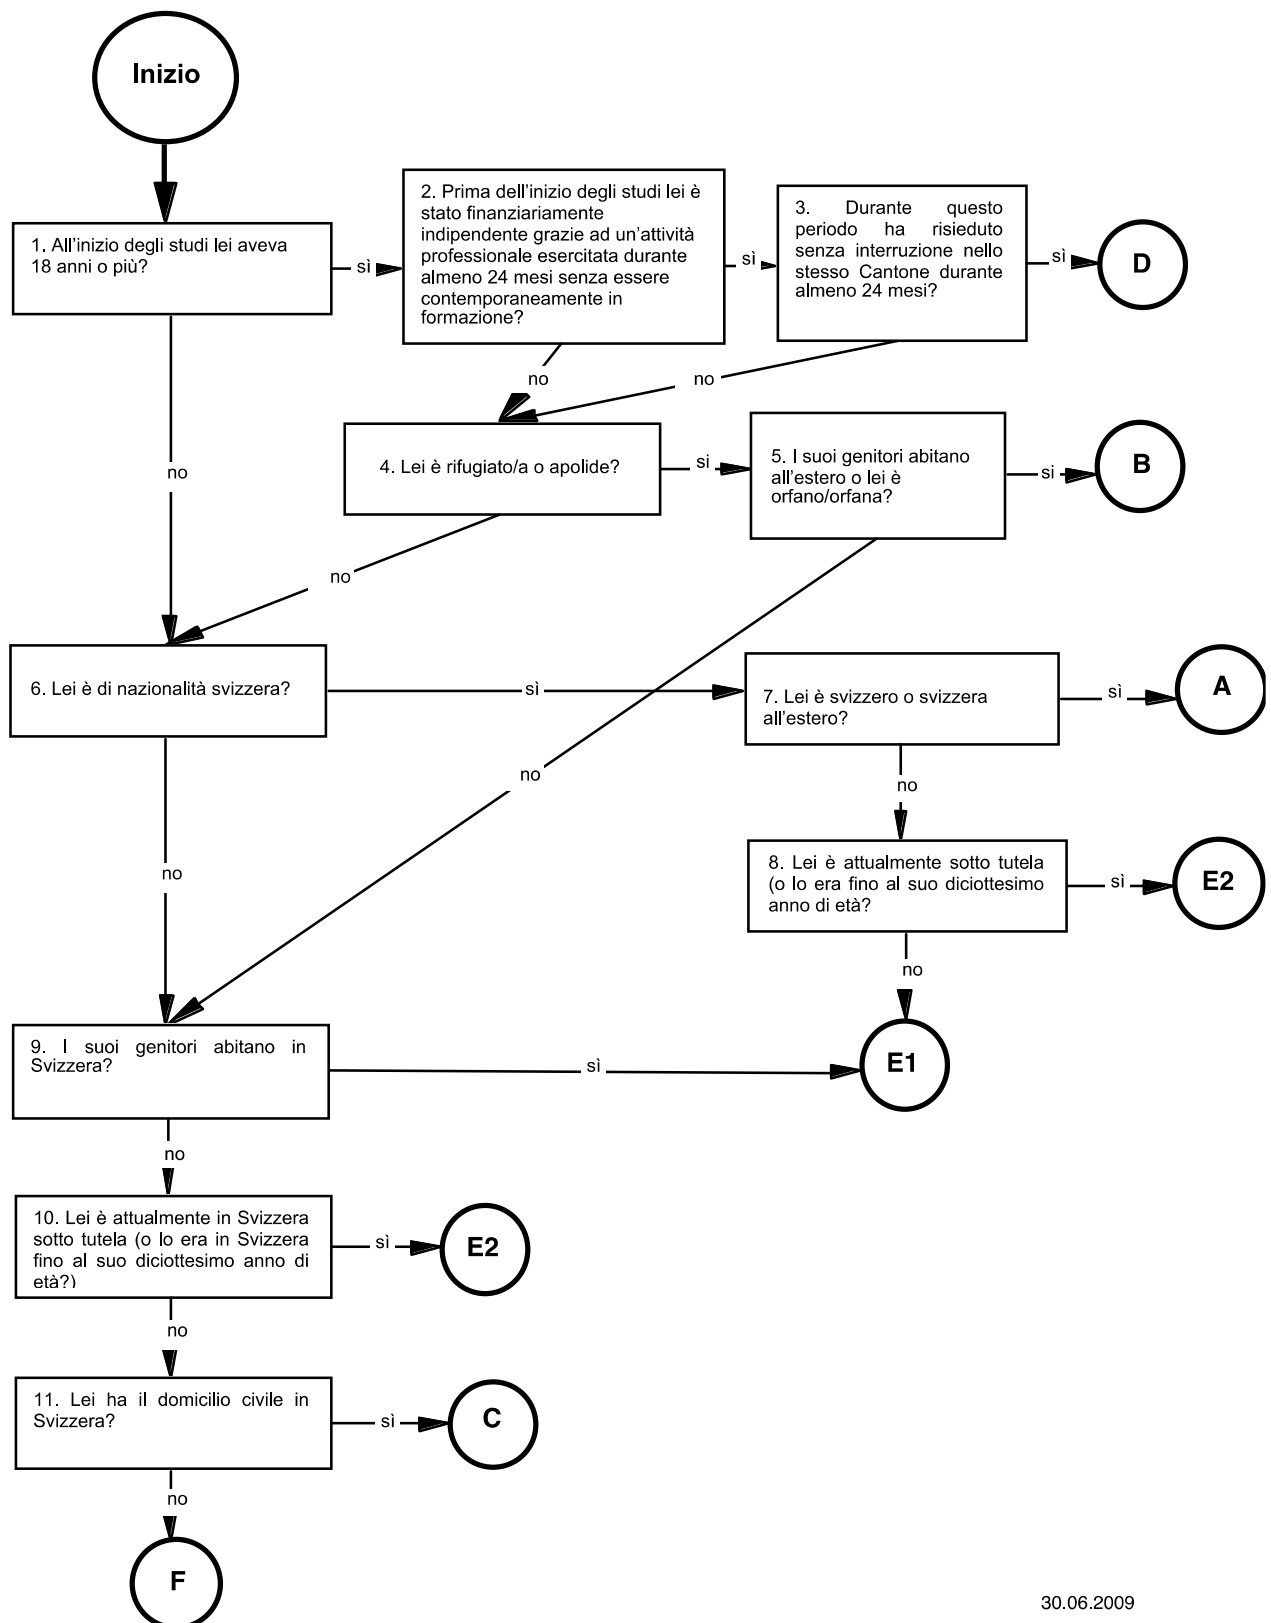 Inizio
1. All'inizio degli studi lei aveva
18 anni o più?
sì
2. Prima dell'inizio degli studi lei è
stato finanziariamente
indipendente grazie ad un'attività
professionale esercitata durante
almeno 24 mesi senza essere
contemporaneamente in
formazione?
sì
3. Durante questo
periodo ha risieduto
senza interruzione nello
stesso Cantone durante
almeno 24 mesi?
sì
D
no
no
no
4. Lei è rifugiato/a o apolide?
si
5. I suoi genitori abitano
all'estero o lei è
orfano/orfana?
si
B
no
6. Lei è di nazionalità svizzera?
sì
7. Lei è svizzero o svizzera
all'estero?
sì
A
no
no
no
8. Lei è attualmente sotto tutela
(o lo era fino al suo diciottesimo
anno di età?
sì
E2
no
9. I suoi genitori abitano in
Svizzera?
sì
E1
no
10. Lei è attualmente in Svizzera
sotto tutela (o lo era in Svizzera
fino al suo diciottesimo anno di
età?)
sì
E2
no
11. Lei ha il domicilio civile in
Svizzera?
sì
C
no
F
30.06.2009